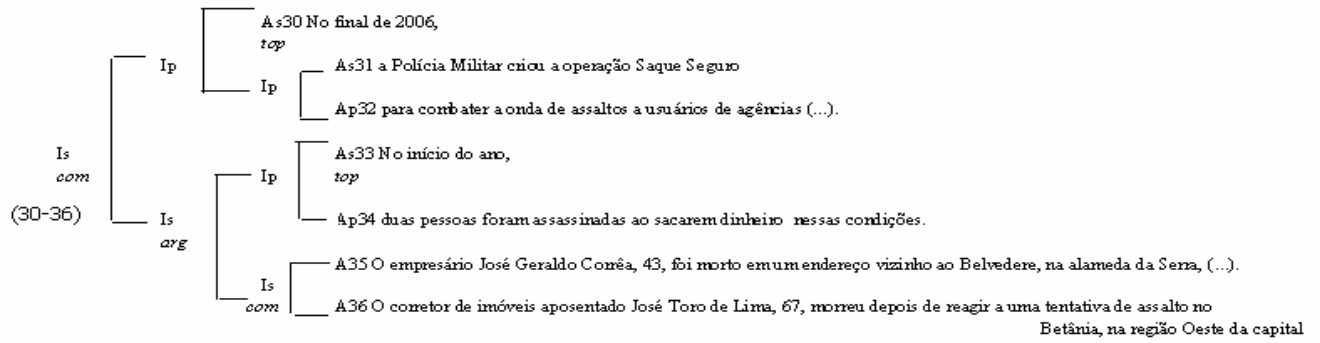 As30 No final de 2006,
top
Ip
As31 a Polícia Militar criou a operação Saque Seguro
Ip
Ap32 para combater a onda de assaltos a usuários de agências (...).
Is
com
(30-36)
As33 No início do ano,
top
Ip
Ap34 duas pessoas foram assassinadas ao sacarem dinheiro nessas condições.
Is
arg
A35 O empresário José Geraldo Corrêa, 43, foi morto em um endereço vizinho ao Belvedere, na alameda da Serra, (...).
Is
com
A36 O corretor de imóveis aposentado José Toro de Lima, 67, morreu depois de reagir a uma tentativa de assalto no
Betânia, na região Oeste da capital